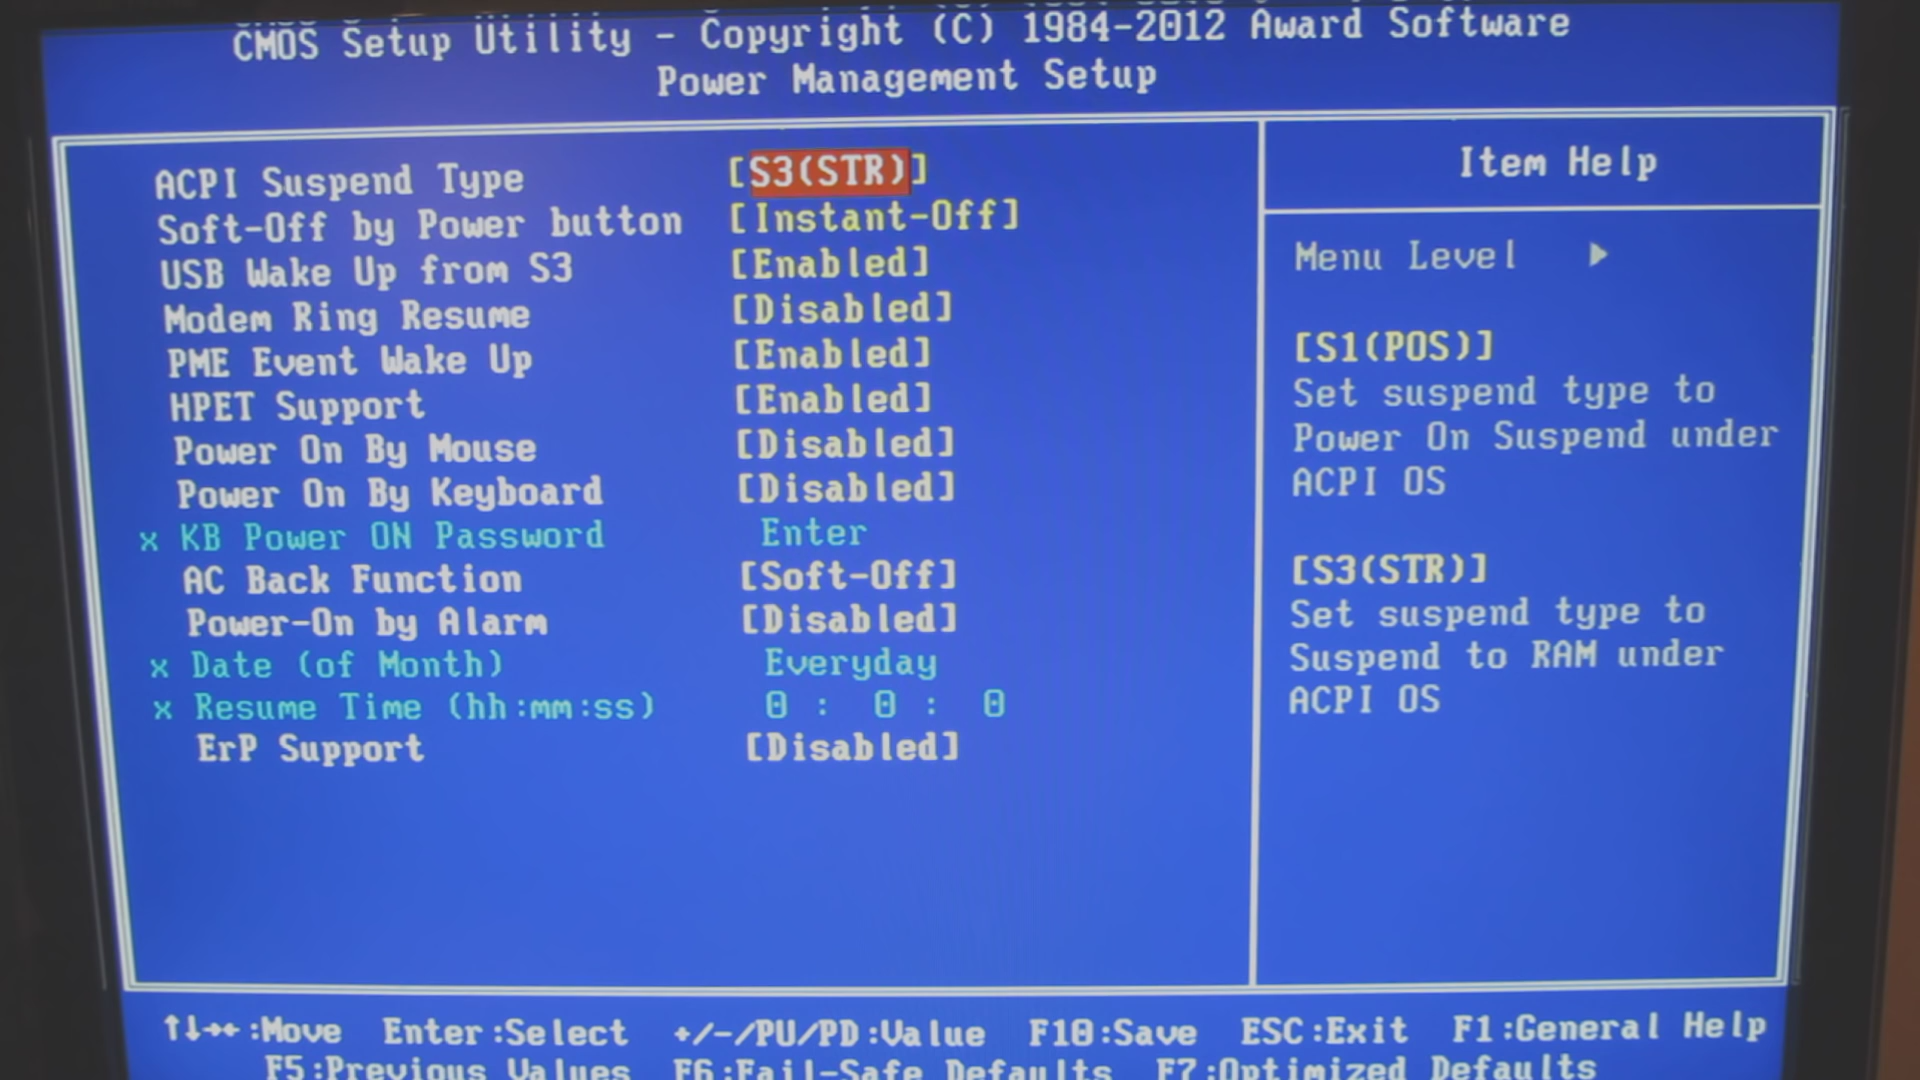 CMOS Setup Utility - Copyright (C) 1984-2012 Award Software
Power Management Setup
ACPI Suspend Type [S3(STR)]
Soft-Off by Power button [Instant-Off]
USB Wake Up from S3 [Enabled]
Modem Ring Resume [Disabled]
PME Event Wake Up [Enabled]
HPET Support [Enabled]
Power On By Mouse [Disabled]
Power On By Keyboard [Disabled]
x KB Power ON Password Enter
AC Back Function [Soft-Off]
Power-On by Alarm [Disabled]
x Date (of Month) Everyday
x Resume Time (hh:mm:ss) 0 : 0 : 0
ErP Support [Disabled]
Item Help
Menu Level ▶
[S1(POS)]
Set suspend type to
Power On Suspend under
ACPI OS
[S3(STR)]
Set suspend type to
Suspend to RAM under
ACPI OS
↑↓→←:Move Enter:Select +/-/PU/PD:Value F10:Save ESC:Exit F1:General Help
F5:Previous Values F6:Fail-Safe Defaults F7:Optimized Defaults